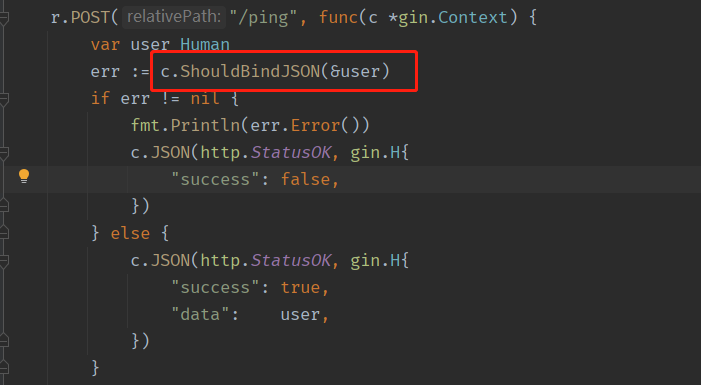 r.POST( relativePath: "/ping", func(c *gin.Context) {
    var user Human
    err := c.ShouldBindJSON(&user)
    if err != nil {
        fmt.Println(err.Error())
        c.JSON(http.StatusOK, gin.H{
            "success": false,
        })
    } else {
        c.JSON(http.StatusOK, gin.H{
            "success": true,
            "data":    user,
        })
    }